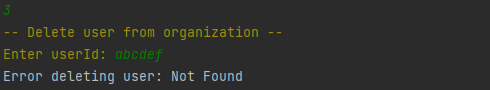 3
-- Delete user from organization --
Enter userId: abcdef
Error deleting user: Not Found